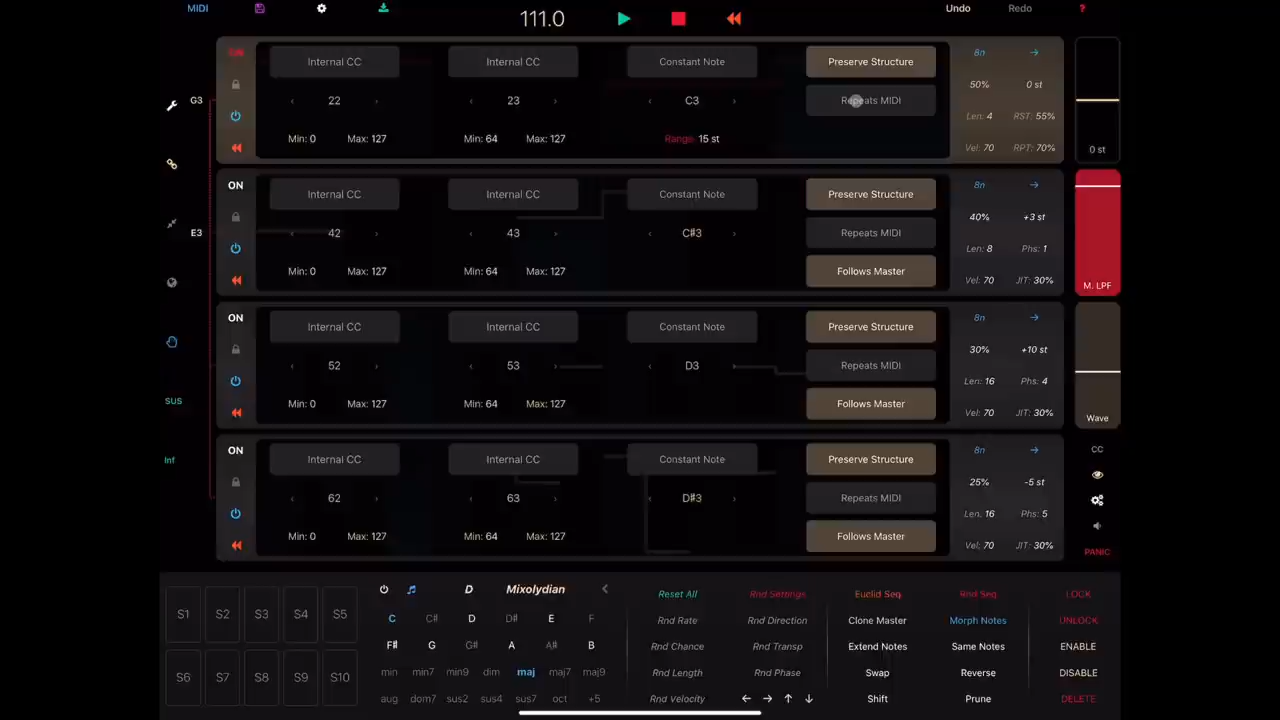 MIDI 111.0 Undo Redo ?
Internal CC Internal CC Constant Note Preserve Structure 8n
G3 22 23 C3 Repeats MIDI 50% 0 st
Min: 0 Max: 127 Min: 64 Max: 127 Range: 15 st Len: 4 RST: 55%
Vel: 70 RPT: 70% 0 st
ON Internal CC Internal CC Constant Note Preserve Structure 8n
40% +3 st
E3 42 43 C#3 Repeats MIDI
Len: 8 Phs: 1
Min: 0 Max: 127 Min: 64 Max: 127 Follows Master
Vel: 70 JIT: 30% M. LPF
ON Internal CC Internal CC Constant Note Preserve Structure 8n
30% +10 st
52 53 D3 Repeats MIDI
Len: 16 Phs: 4
SUS Min: 0 Max: 127 Min: 64 Max: 127 Follows Master
Vel: 70 JIT: 30% Wave
ON Internal CC Internal CC Constant Note Preserve Structure 8n CC
Inf
25% -5 st
62 63 D#3 Repeats MIDI
Len: 16 Phs: 5
Min: 0 Max: 127 Min: 64 Max: 127 Follows Master
Vel: 70 JIT: 30% PANIC
D Mixolydian Reset All Rnd Settings Euclid Seq Rnd Seq LOCK
S1 S2 S3 S4 S5 C C# D D# E F Rnd Rate Rnd Direction Clone Master Morph Notes UNLOCK
F# G G# A A# B Rnd Chance Rnd Transp Extend Notes Same Notes ENABLE
S6 S7 S8 S9 S10 min min7 min9 dim maj maj7 maj9 Rnd Length Rnd Phase Swap Reverse DISABLE
aug dom7 sus2 sus4 sus7 oct +5 Rnd Velocity Shift Prune DELETE